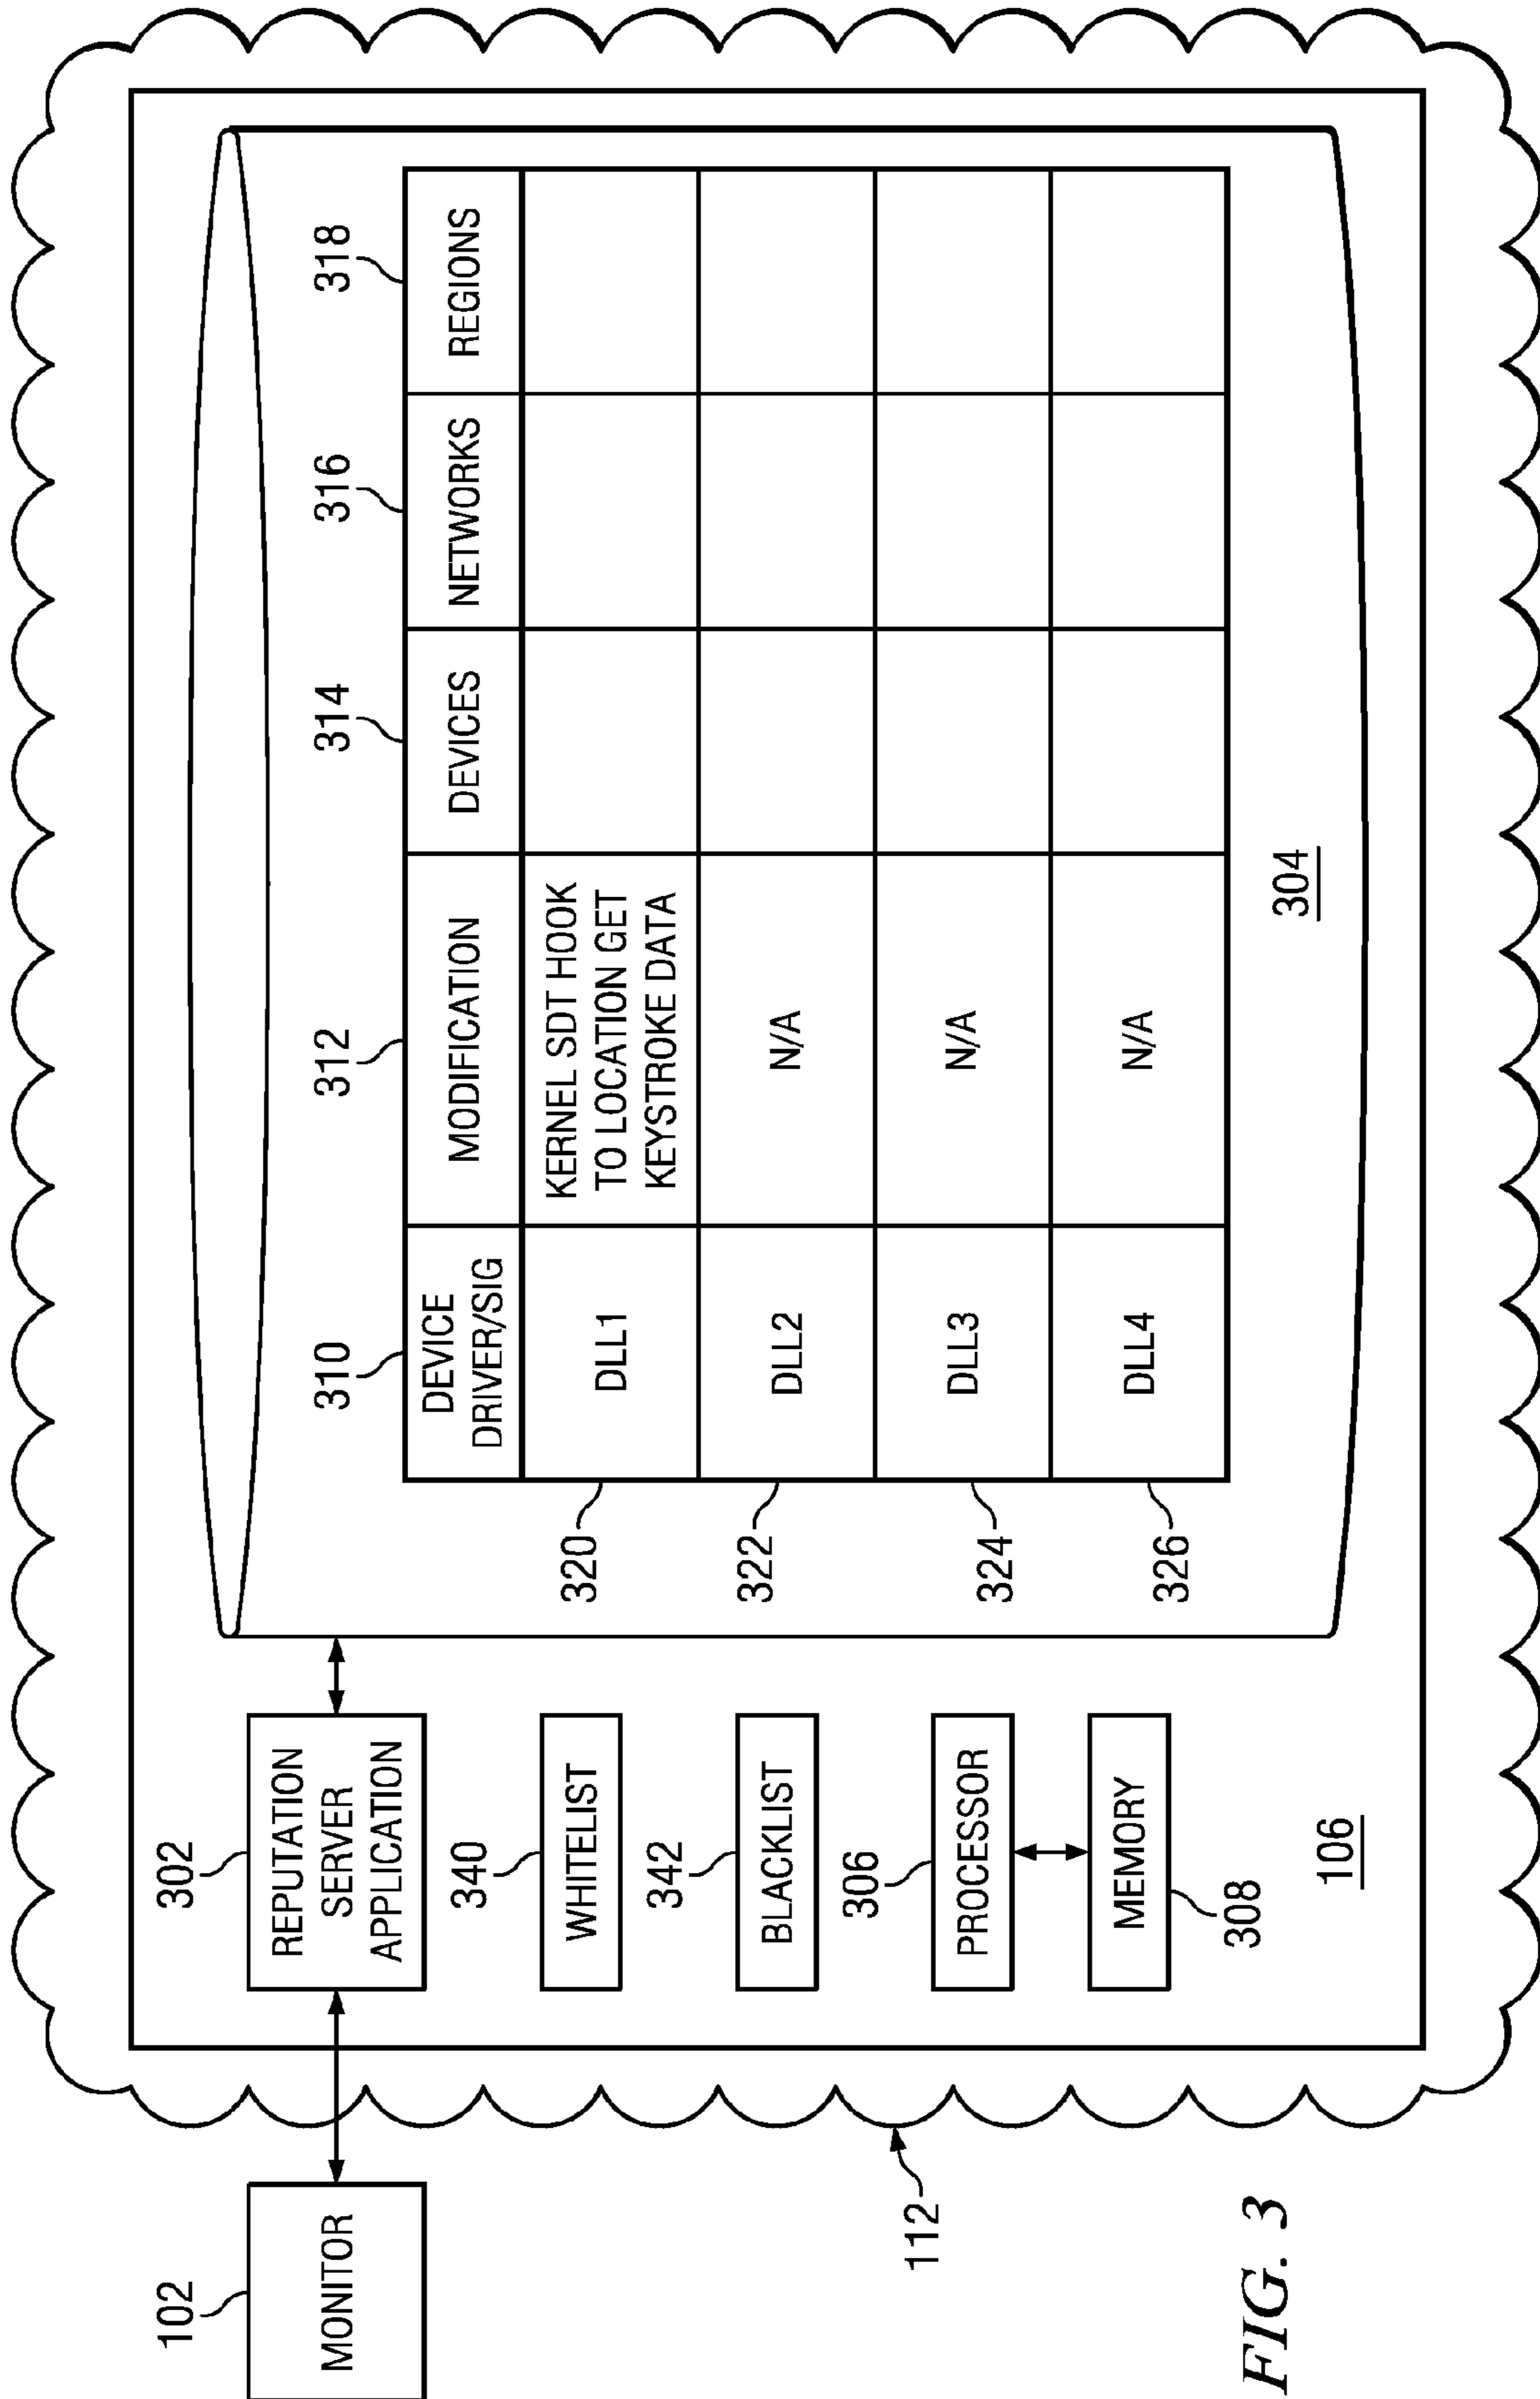 102
MONITOR
112
302
REPUTATION
SERVER
APPLICATION
340
WHITELIST
342
BLACKLIST
306
PROCESSOR
MEMORY
308
106
310
312
314
316
318
DEVICE
DRIVER/SIG
MODIFICATION
DEVICES
NETWORKS
REGIONS
320
DLL1
KERNEL SDT HOOK
TO LOCATION GET
KEYSTROKE DATA
322
DLL2
N/A
324
DLL3
N/A
326
DLL4
N/A
304
FIG. 3